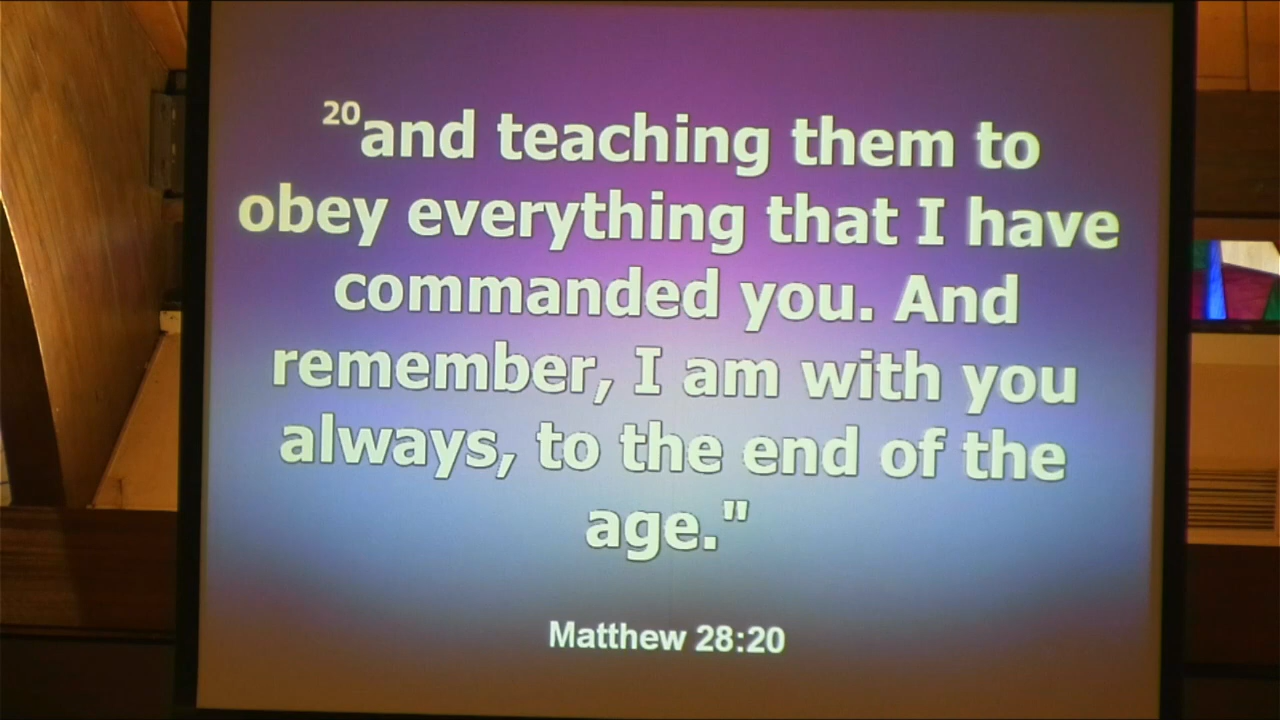 20and teaching them to
obey everything that I have
commanded you. And
remember, I am with you
always, to the end of the
age."
Matthew 28:20